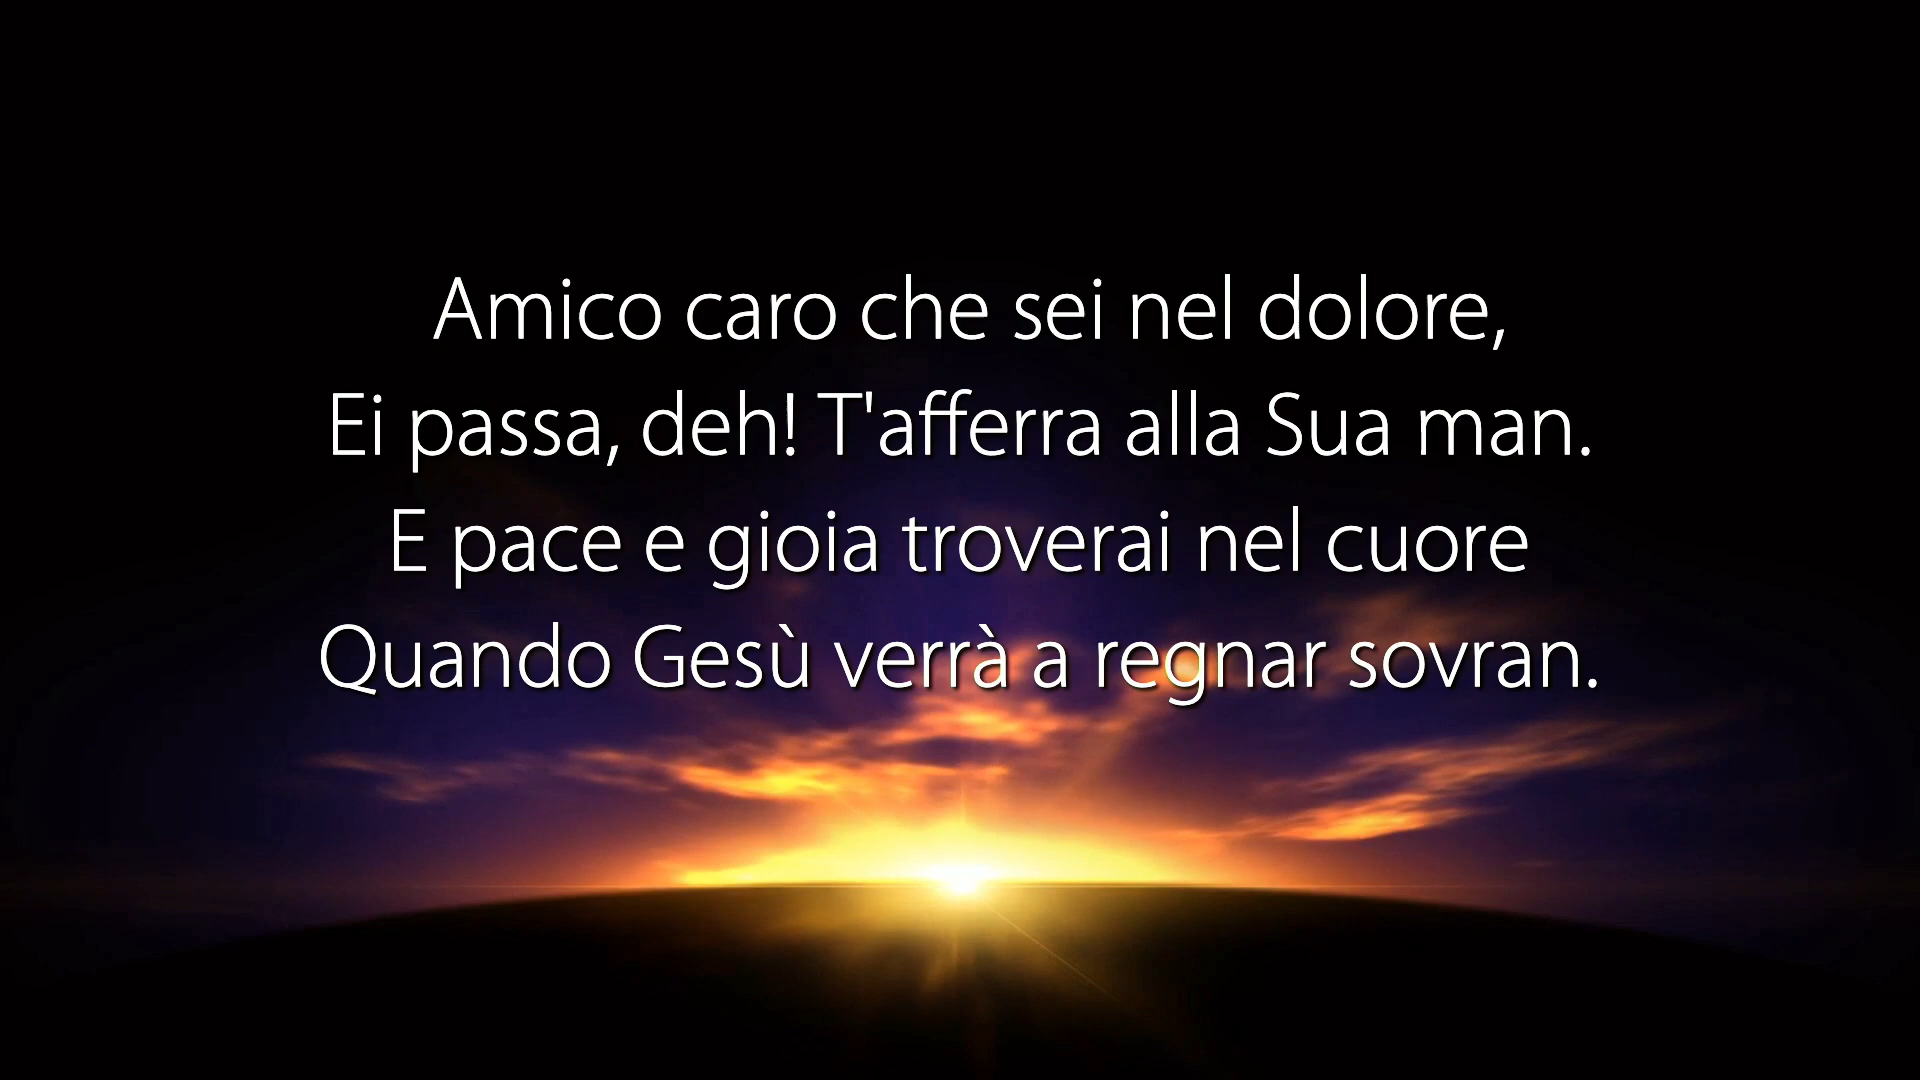 Amico caro che sei nel dolore,
Ei passa, deh! T'afferra alla Sua man.
E pace e gioia troverai nel cuore
Quando Gesù verrà a regnar sovran.